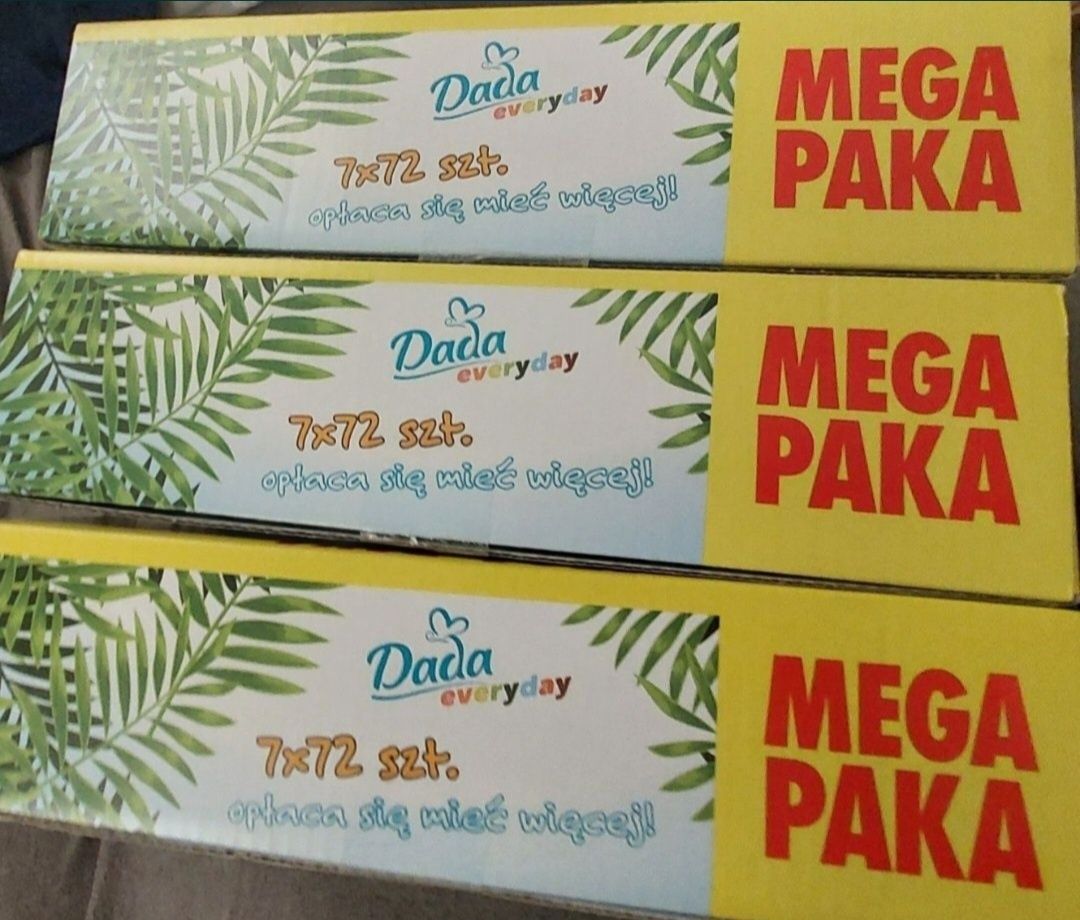 Dada
everyday
7x72 szt.
opłaca się mieć więcej!
MEGA
PAKA
Dada
everyday
7x72 szt.
opłaca się mieć więcej!
MEGA
PAKA
Dada
everyday
7x72 szt.
opłaca się mieć więcej!
MEGA
PAKA